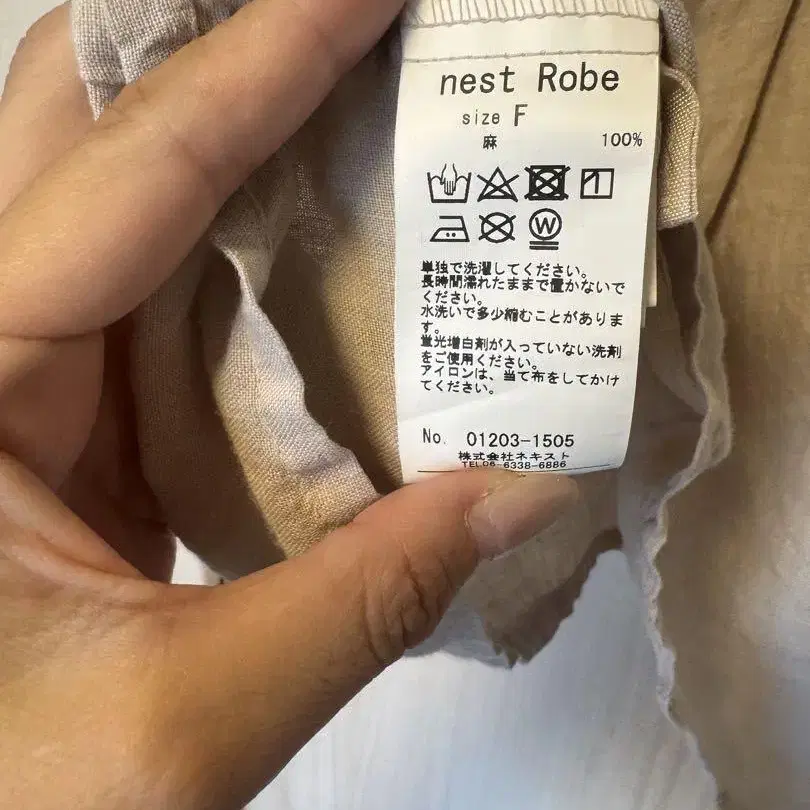 nest Robe
size F
麻 100%
W
単独で洗濯してください。
長時間濡れたままで置かないで
ください。
水洗いで多少縮むことがありま
す。
蛍光増白剤が入っていない洗剤
をご使用ください。
アイロンは、当て布をしてかけ
てください。
No. 01203-1505
株式会社ネキスト
TEL06-6338-6886